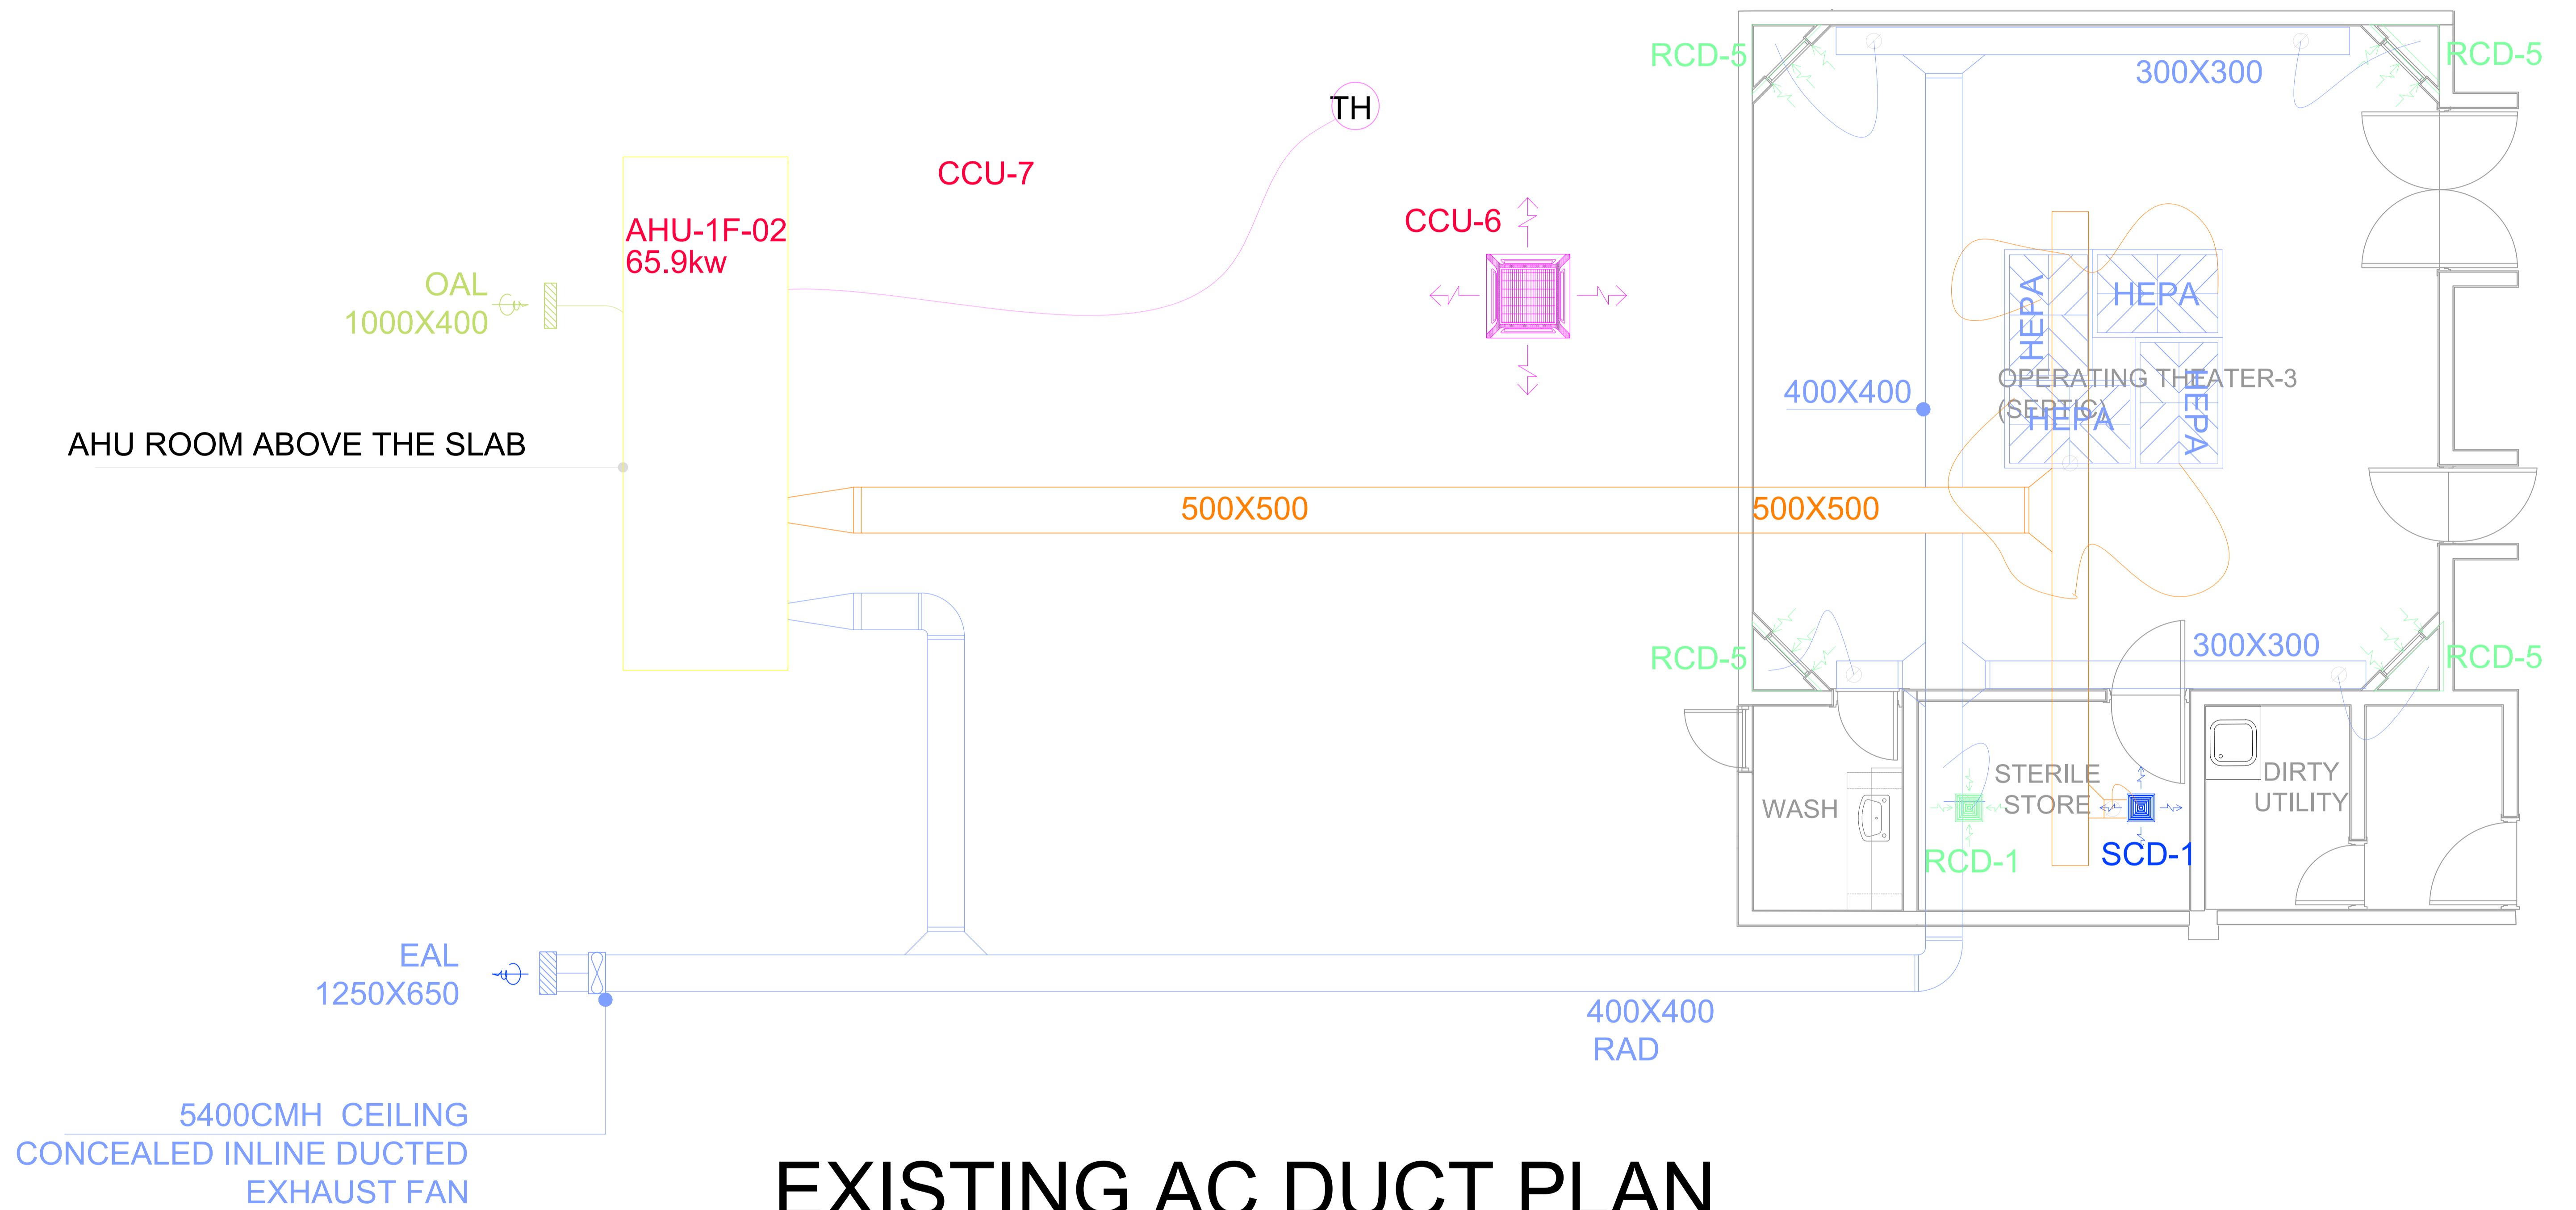 RCD-5
RCD-5
300X300
TH
CCU-7
CCU-6
AHU-1F-02
65.9kw
OAL
1000X400
HEPA
HEPA
400X400
OPERATING THEATER-3
(SEPTIC)
HEPA
HEPA
AHU ROOM ABOVE THE SLAB
500X500
500X500
RCD-5
300X300
RCD-5
WASH
STERILE
STORE
DIRTY
UTILITY
RCD-1
SCD-1
EAL
1250X650
400X400
RAD
5400CMH  CEILING
CONCEALED INLINE DUCTED
EXHAUST FAN
EXISTING AC DUCT PLAN